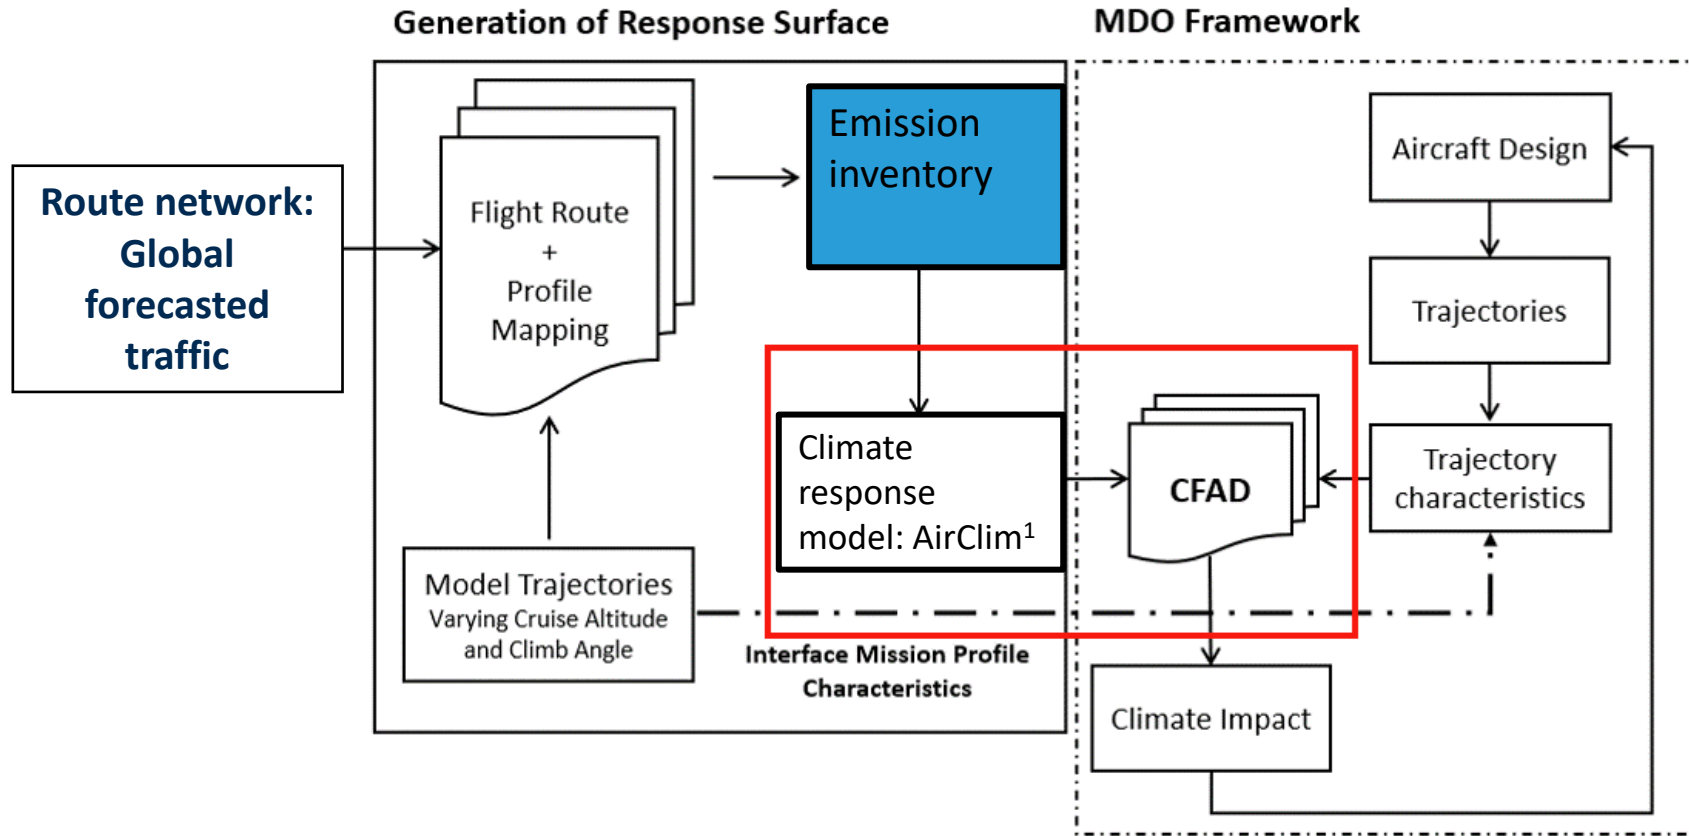 Generation of Response Surface
MDO Framework
Route network:
Global
forecasted
traffic
Flight Route
+
Profile
Mapping
Emission
inventory
Climate
response
model: AirClim¹
Model Trajectories
Varying Cruise Altitude
and Climb Angle
Interface Mission Profile
Characteristics
Aircraft Design
Trajectories
Trajectory
characteristics
CFAD
Climate Impact